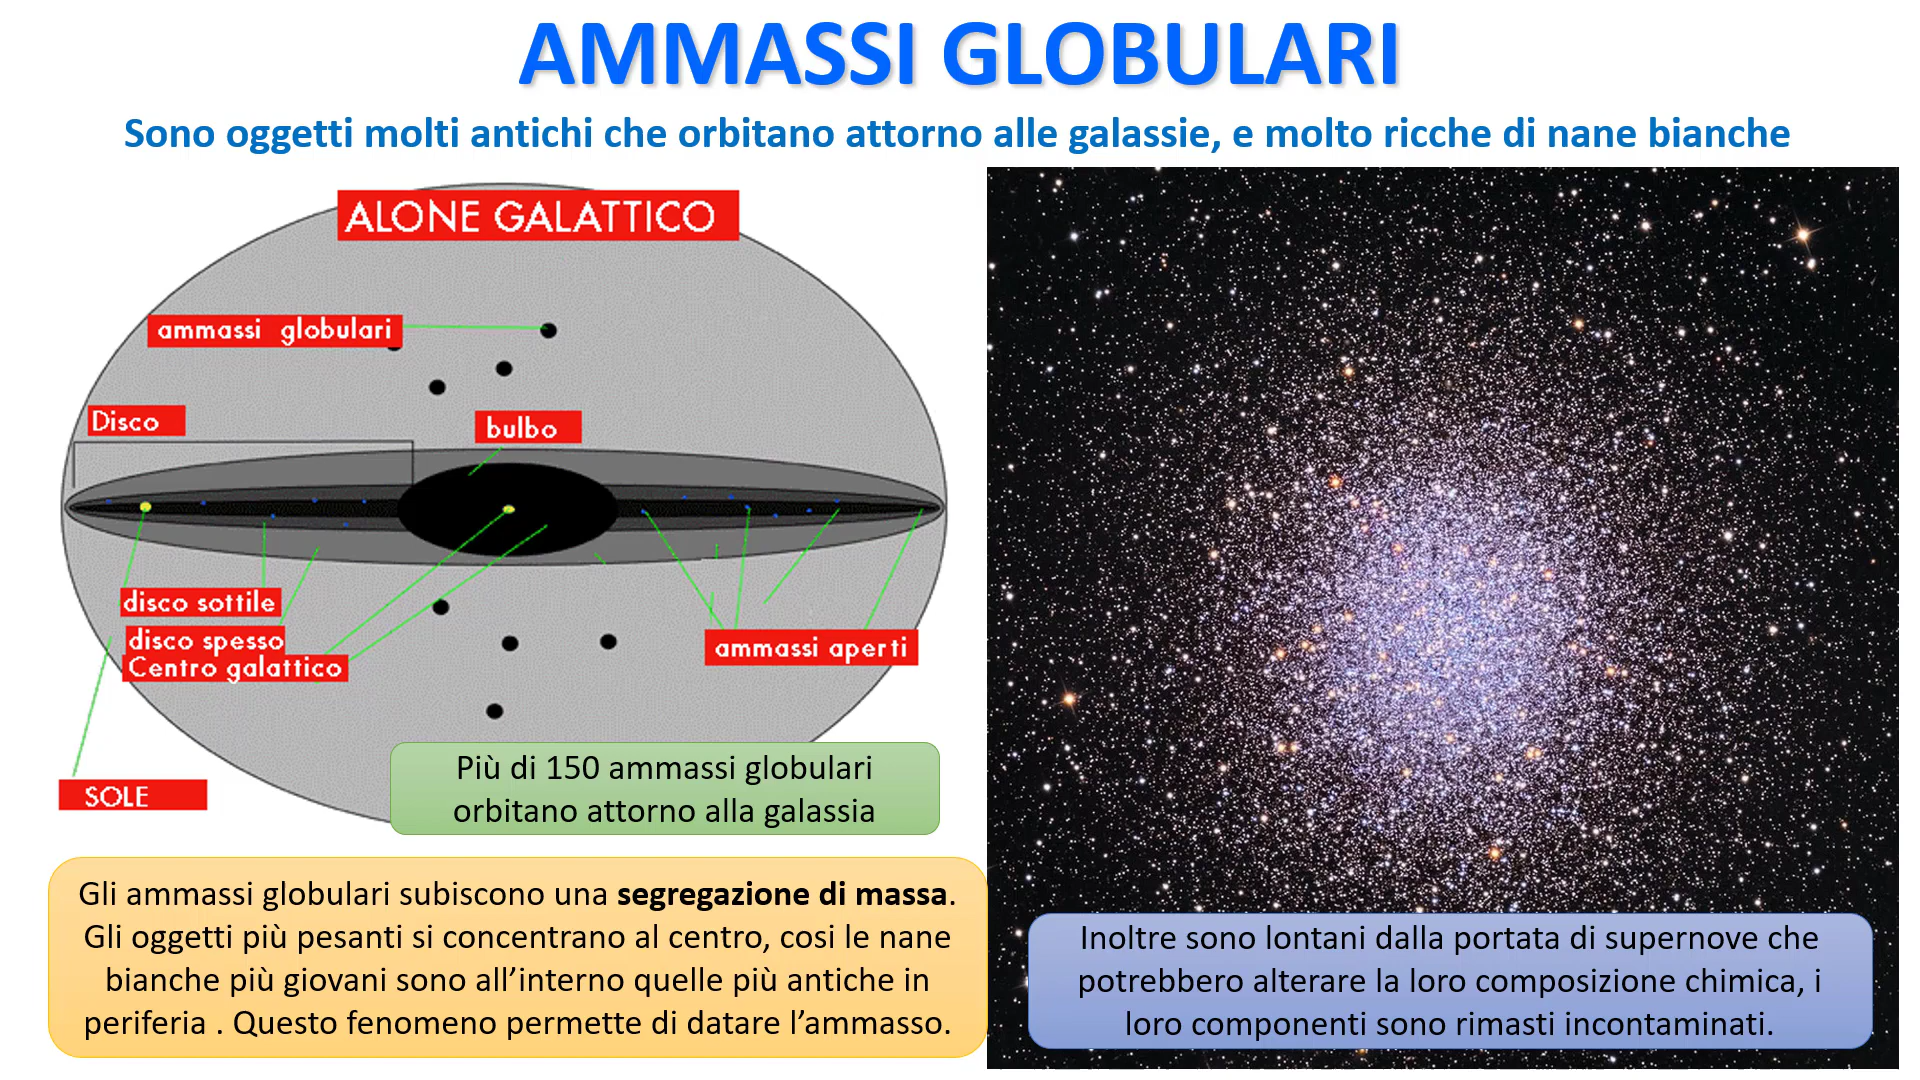 AMMASSI GLOBULARI
Sono oggetti molti antichi che orbitano attorno alle galassie, e molto ricche di nane bianche
ALONE GALATTICO
ammassi globulari
Disco
bulbo
disco sottile
disco spesso
Centro galattico
ammassi aperti
SOLE
Più di 150 ammassi globulari
orbitano attorno alla galassia
Gli ammassi globulari subiscono una segregazione di massa.
Gli oggetti più pesanti si concentrano al centro, cosi le nane
bianche più giovani sono all’interno quelle più antiche in
periferia . Questo fenomeno permette di datare l’ammasso.
Inoltre sono lontani dalla portata di supernove che
potrebbero alterare la loro composizione chimica, i
loro componenti sono rimasti incontaminati.